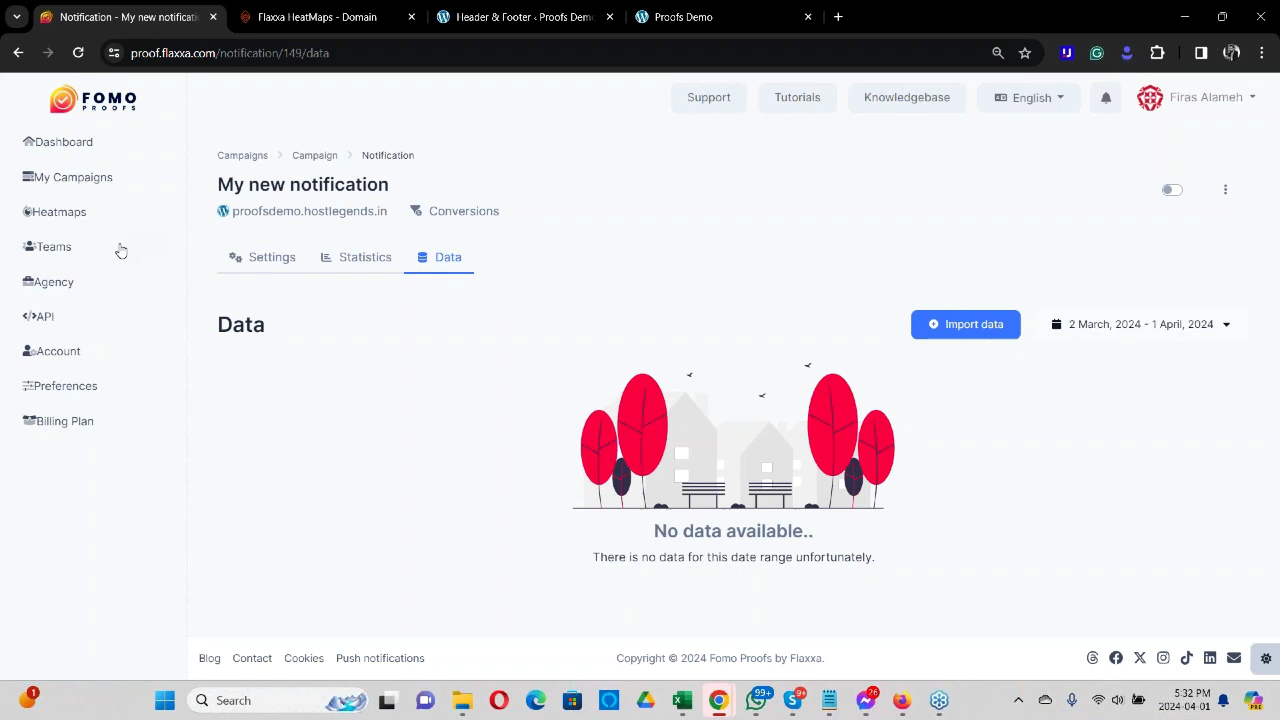 Notification - My new notificati
Flaxxa HeatMaps - Domain
Header & Footer ‹ Proofs Demo
Proofs Demo
proof.flaxxa.com/notification/149/data
FOMO
PROOFS
Support
Tutorials
Knowledgebase
English
Firas Alameh
Dashboard
My Campaigns
Heatmaps
Teams
Agency
API
Account
Preferences
Billing Plan
Campaigns
Campaign
Notification
My new notification
proofsdemo.hostlegends.in
Conversions
Settings
Statistics
Data
Data
Import data
2 March, 2024 - 1 April, 2024
No data available..
There is no data for this date range unfortunately.
Blog
Contact
Cookies
Push notifications
Copyright © 2024 Fomo Proofs by Flaxxa.
1
Search
99+
9+
26
5:32 PM
2024-04-01